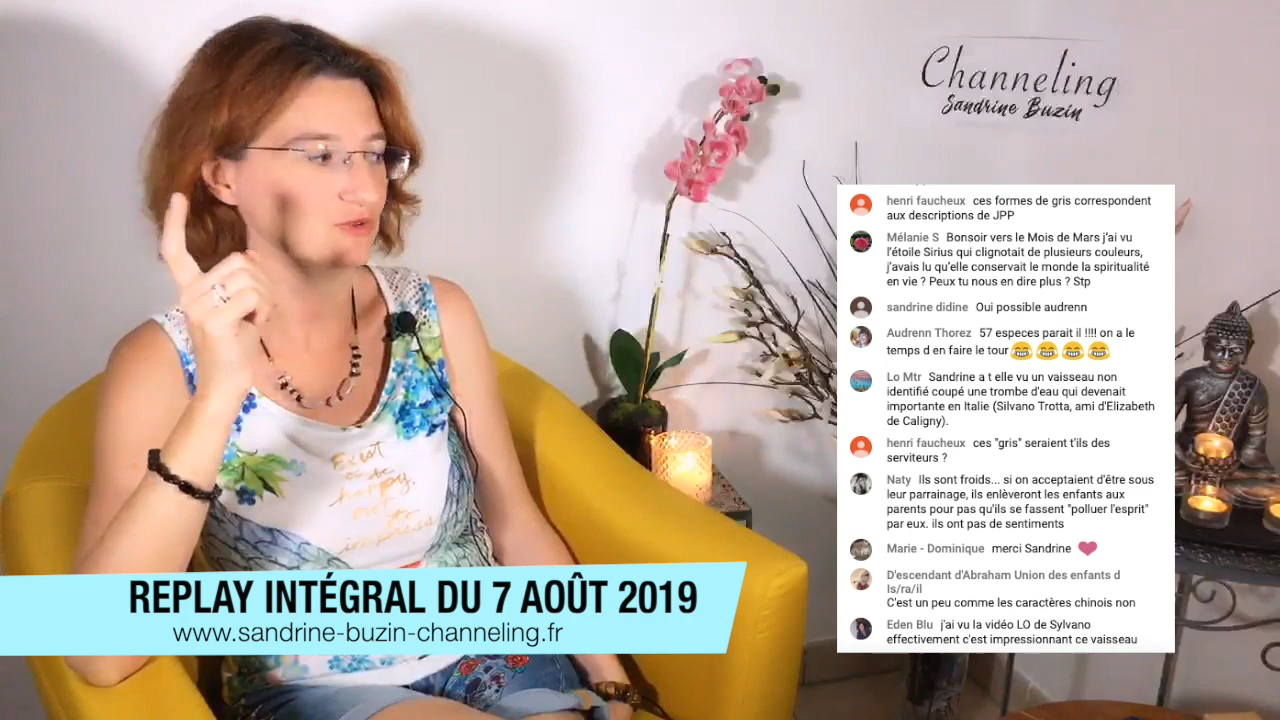 Channeling
Sandrine Buzin
henri faucheux ces formes de gris correspondent
aux descriptions de JPP
Mélanie S Bonsoir vers le Mois de Mars j'ai vu
l'étoile Sirius qui clignotait de plusieurs couleurs,
j'avais lu qu'elle conservait le monde la spiritualité
en vie ? Peux tu nous en dire plus ? Stp
sandrine didine Oui possible audrenn
Audrenn Thorez 57 especes parait il !!!! on a le
temps d en faire le tour 😂 😂 😂 😂
Lo Mtr Sandrine a t elle vu un vaisseau non
identifié coupé une trombe d'eau qui devenait
importante en Italie (Silvano Trotta, ami d'Elizabeth
de Caligny).
henri faucheux ces "gris" seraient t'ils des
serviteurs ?
Naty Ils sont froids... si on acceptaient d'être sous
leur parrainage, ils enlèveront les enfants aux
parents pour pas qu'ils se fassent "polluer l'esprit"
par eux. ils ont pas de sentiments
Marie - Dominique merci Sandrine ❤
D'escendant d'Abraham Union des enfants d
Is/ra/il
C'est un peu comme les caractères chinois non
Eden Blu j'ai vu la vidéo LO de Sylvano
effectivement c'est impressionnant ce vaisseau
Exist
to be
happy,
not
to
impress
REPLAY INTÉGRAL DU 7 AOÛT 2019
www.sandrine-buzin-channeling.fr